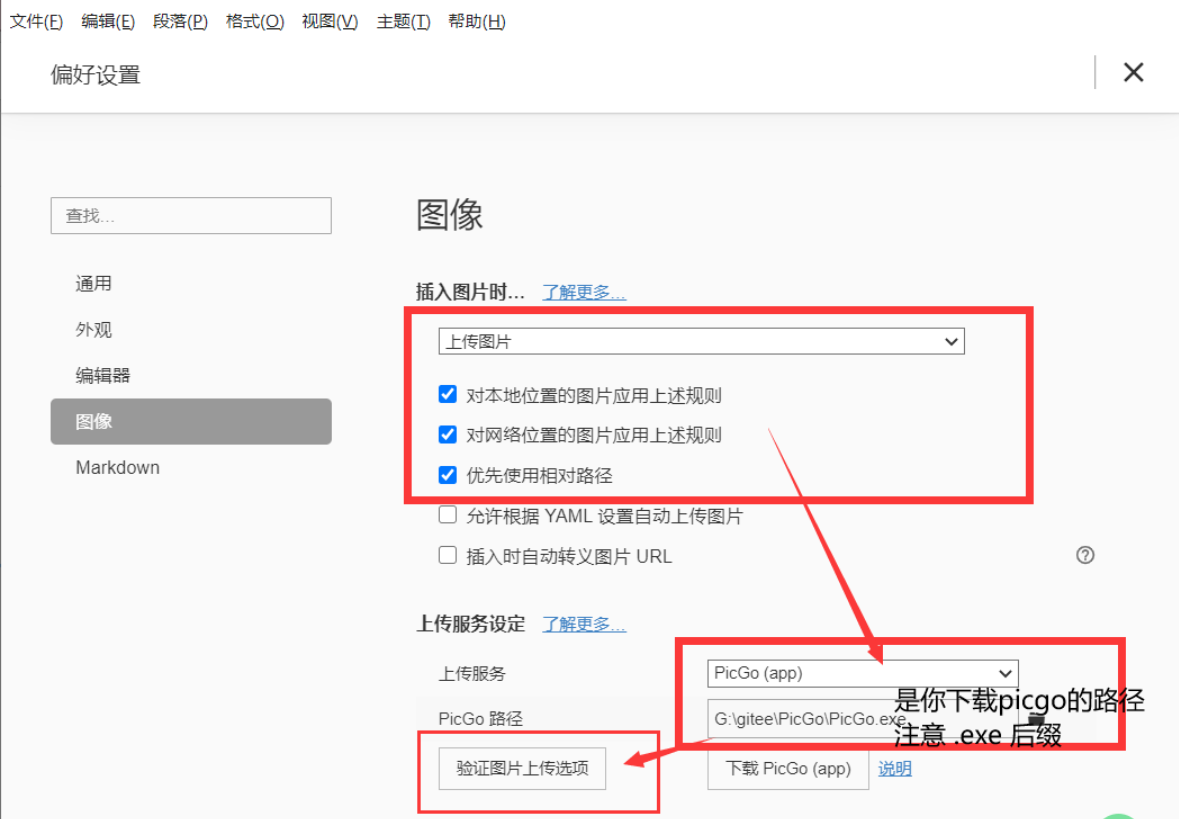 文件(F) 编辑(E) 段落(P) 格式(O) 视图(V) 主题(T) 帮助(H)
偏好设置
查找...
通用
外观
编辑器
图像
Markdown
图像
插入图片时... 了解更多...
上传图片
对本地位置的图片应用上述规则
对网络位置的图片应用上述规则
优先使用相对路径
允许根据 YAML 设置自动上传图片
插入时自动转义图片 URL
上传服务设定 了解更多...
上传服务 PicGo (app)
是你下载picgo的路径
PicGo 路径 G:\gitee\PicGo\PicGo.exe
注意 .exe 后缀
验证图片上传选项 下载 PicGo (app) 说明